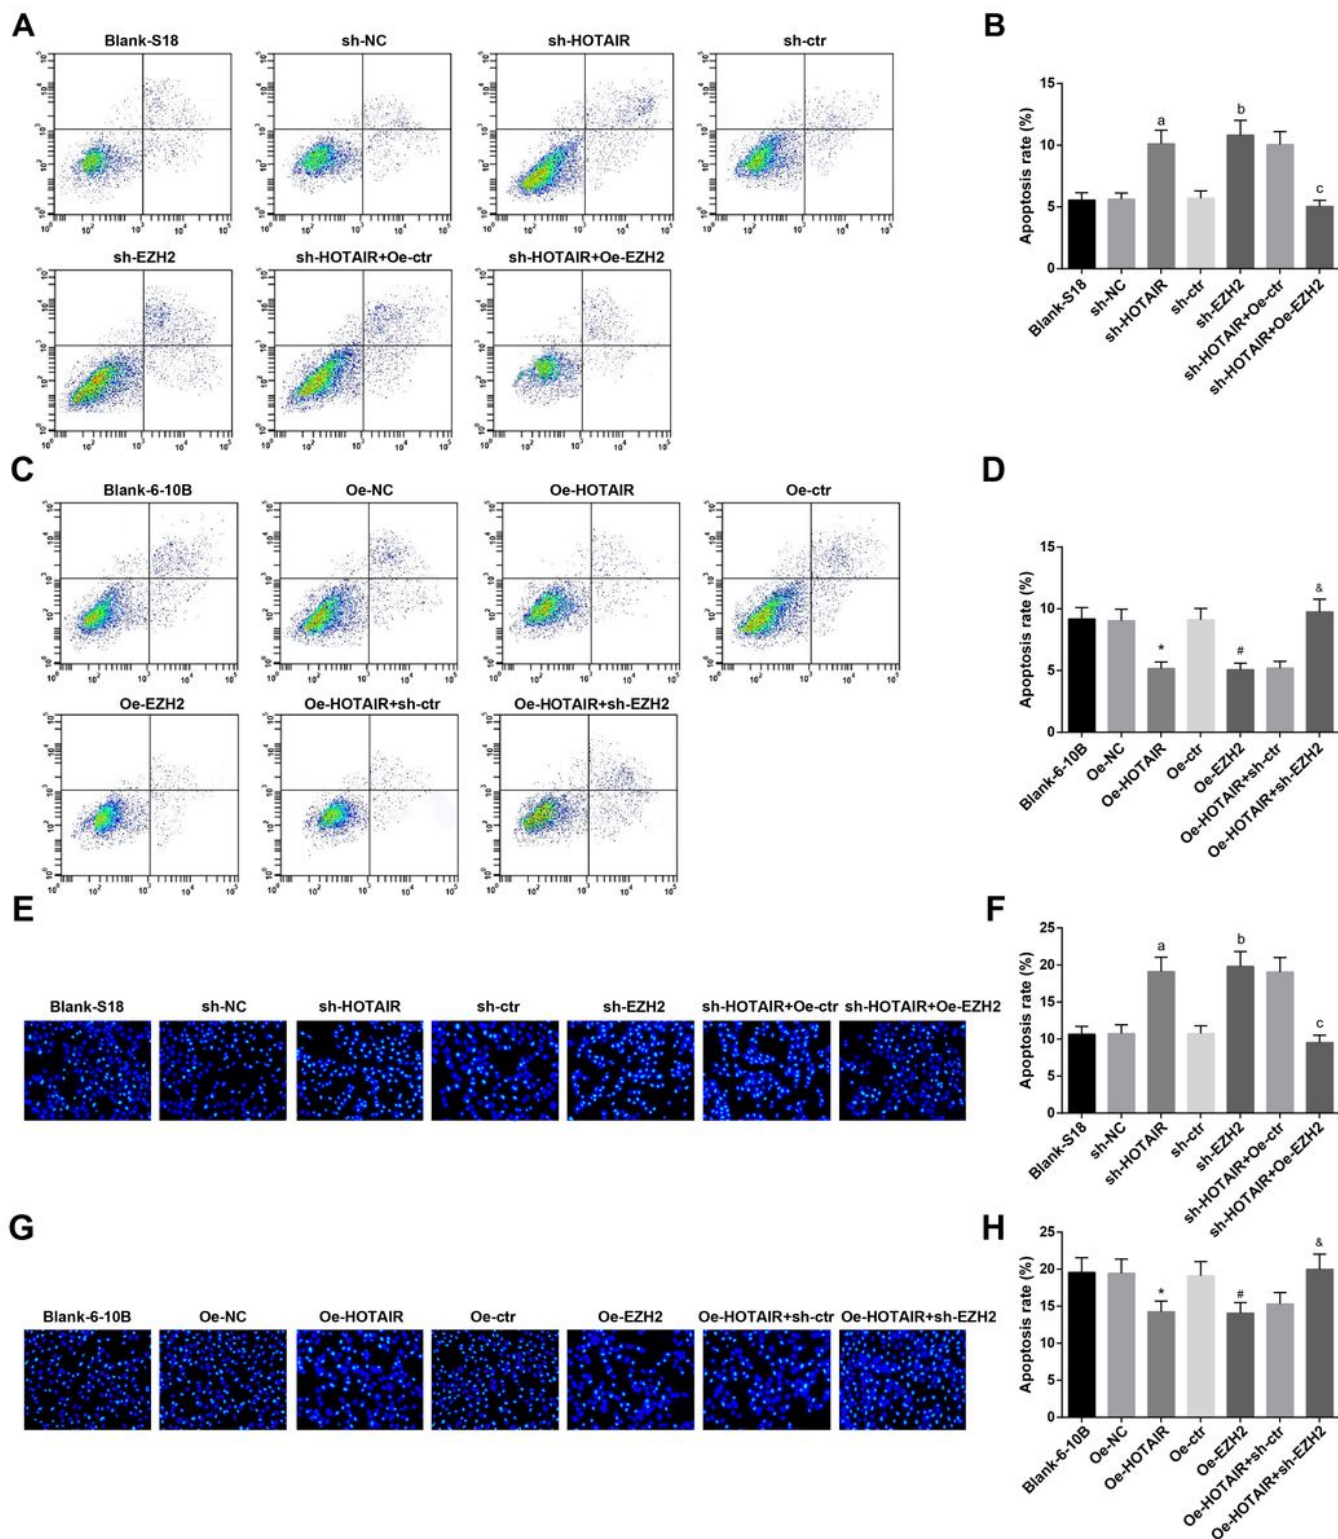 A
Blank-S18
sh-NC
sh-HOTAIR
sh-ctr
sh-EZH2
sh-HOTAIR+Oe-ctr
sh-HOTAIR+Oe-EZH2
B
Apoptosis rate (%)
15
10
5
0
a
b
c
Blank-S18
sh-NC
sh-HOTAIR
sh-ctr
sh-EZH2
sh-HOTAIR+Oe-ctr
sh-HOTAIR+Oe-EZH2
C
Blank-6-10B
Oe-NC
Oe-HOTAIR
Oe-ctr
Oe-EZH2
Oe-HOTAIR+sh-ctr
Oe-HOTAIR+sh-EZH2
D
Apoptosis rate (%)
15
10
5
0
*
#
&
Blank-6-10B
Oe-NC
Oe-HOTAIR
Oe-ctr
Oe-EZH2
Oe-HOTAIR+sh-ctr
Oe-HOTAIR+sh-EZH2
E
Blank-S18
sh-NC
sh-HOTAIR
sh-ctr
sh-EZH2
sh-HOTAIR+Oe-ctr
sh-HOTAIR+Oe-EZH2
F
Apoptosis rate (%)
25
20
15
10
5
0
a
b
c
Blank-S18
sh-NC
sh-HOTAIR
sh-ctr
sh-EZH2
sh-HOTAIR+Oe-ctr
sh-HOTAIR+Oe-EZH2
G
Blank-6-10B
Oe-NC
Oe-HOTAIR
Oe-ctr
Oe-EZH2
Oe-HOTAIR+sh-ctr
Oe-HOTAIR+sh-EZH2
H
Apoptosis rate (%)
25
20
15
10
5
0
*
#
&
Blank-6-10B
Oe-NC
Oe-HOTAIR
Oe-ctr
Oe-EZH2
Oe-HOTAIR+sh-ctr
Oe-HOTAIR+sh-EZH2